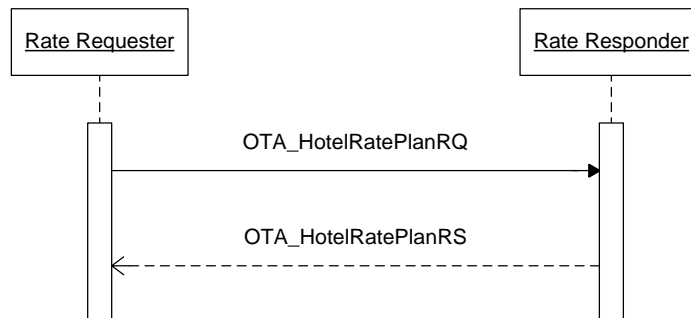 Rate Requester
Rate Responder
OTA_HotelRatePlanRQ
OTA_HotelRatePlanRS